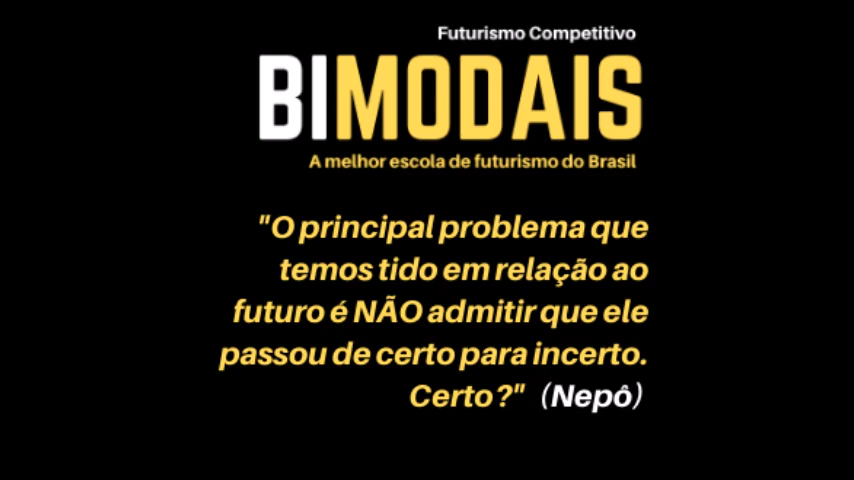 Futurismo Competitivo
BIMODAIS
A melhor escola de futurismo do Brasil
"O principal problema que
temos tido em relação ao
futuro é NÃO admitir que ele
passou de certo para incerto.
Certo?" (Nepô)